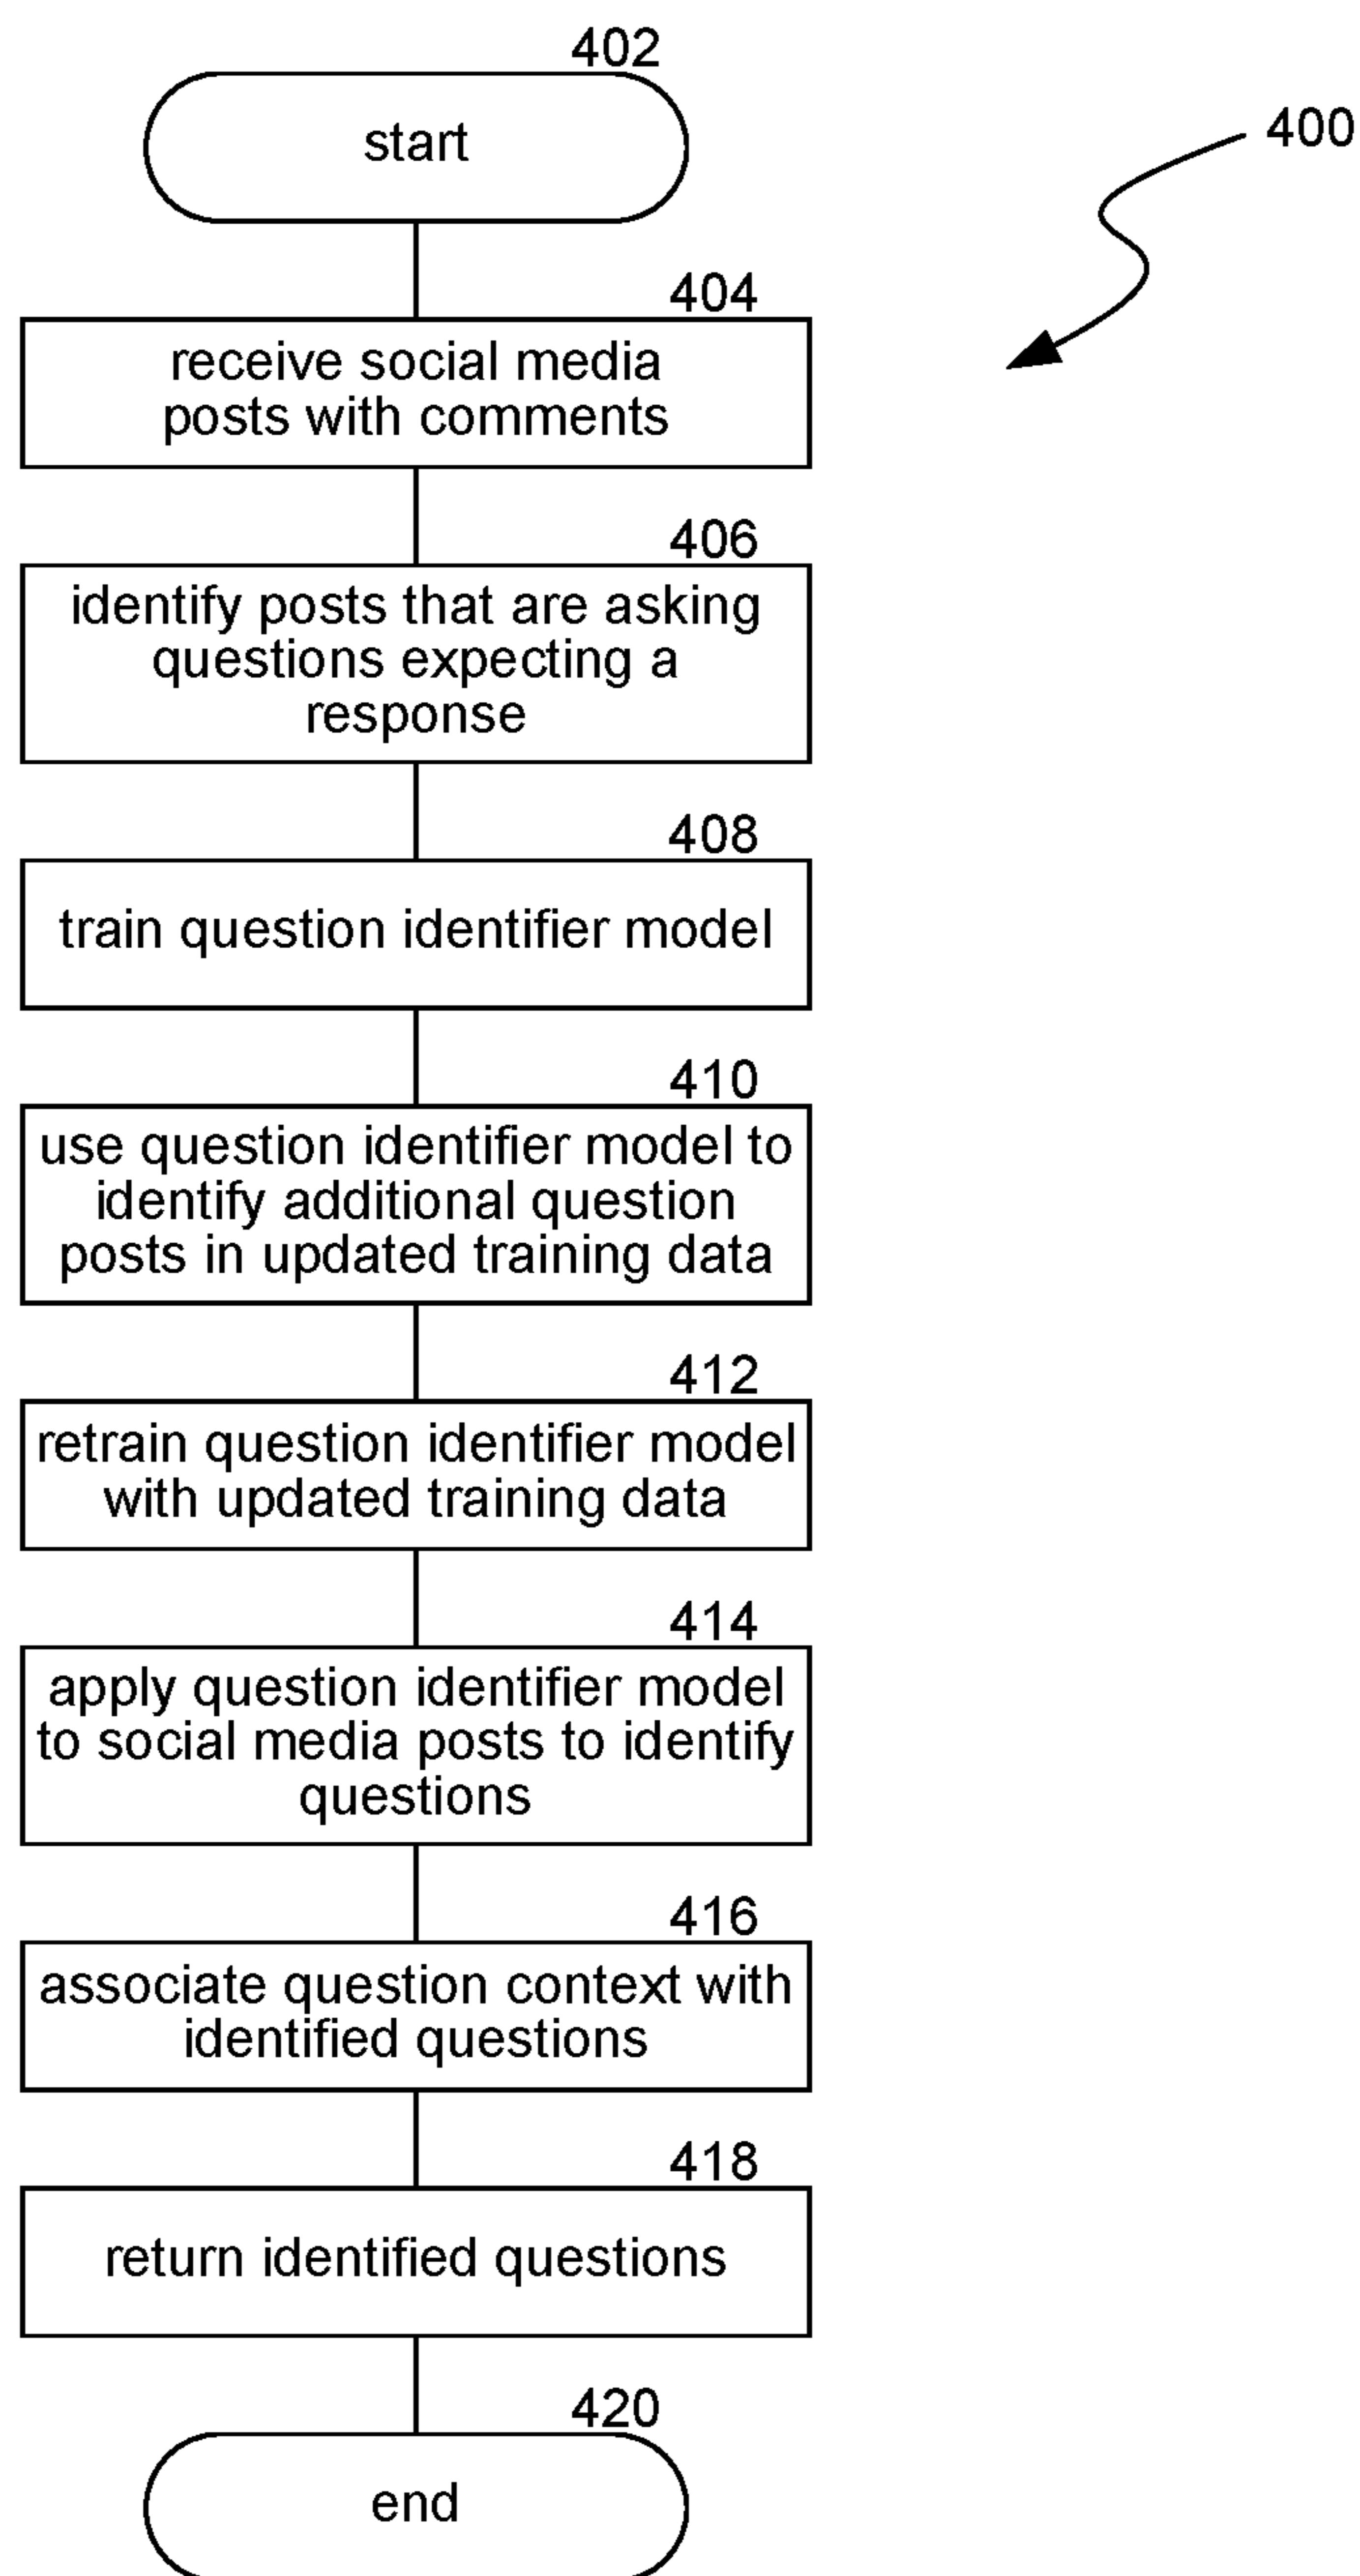 402
start
400
404
receive social media
posts with comments
406
identify posts that are asking
questions expecting a
response
408
train question identifier model
410
use question identifier model to
identify additional question
posts in updated training data
412
retrain question identifier model
with updated training data
414
apply question identifier model
to social media posts to identify
questions
416
associate question context with
identified questions
418
return identified questions
420
end